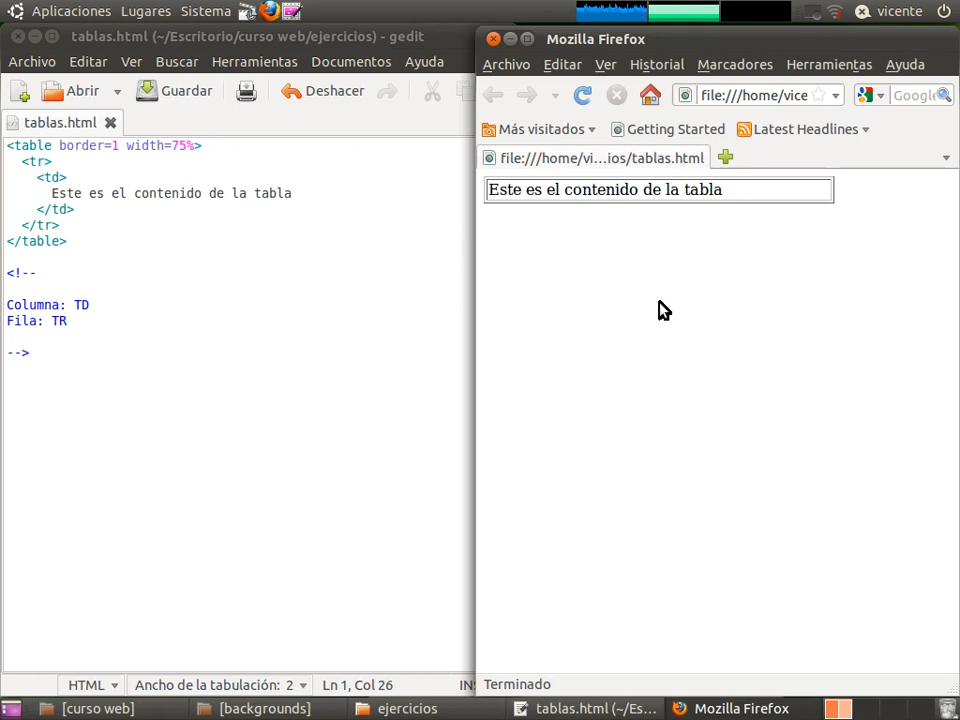 Aplicaciones Lugares Sistema vicente
tablas.html (~/Escritorio/curso web/ejercicios) - gedit
Archivo Editar Ver Buscar Herramientas Documentos Ayuda
Abrir Guardar Deshacer
tablas.html
<table border=1 width=75%>
<tr>
<td>
Este es el contenido de la tabla
</td>
</tr>
</table>
<!--
Columna: TD
Fila: TR
-->
HTML Ancho de la tabulación: 2 Ln 1, Col 26 INS
Mozilla Firefox
Archivo Editar Ver Historial Marcadores Herramientas Ayuda
file:///home/vice Google
Más visitados Getting Started Latest Headlines
file:///home/vi...ios/tablas.html
Este es el contenido de la tabla
Terminado
[curso web] [backgrounds] ejercicios tablas.html (~/Es... Mozilla Firefox